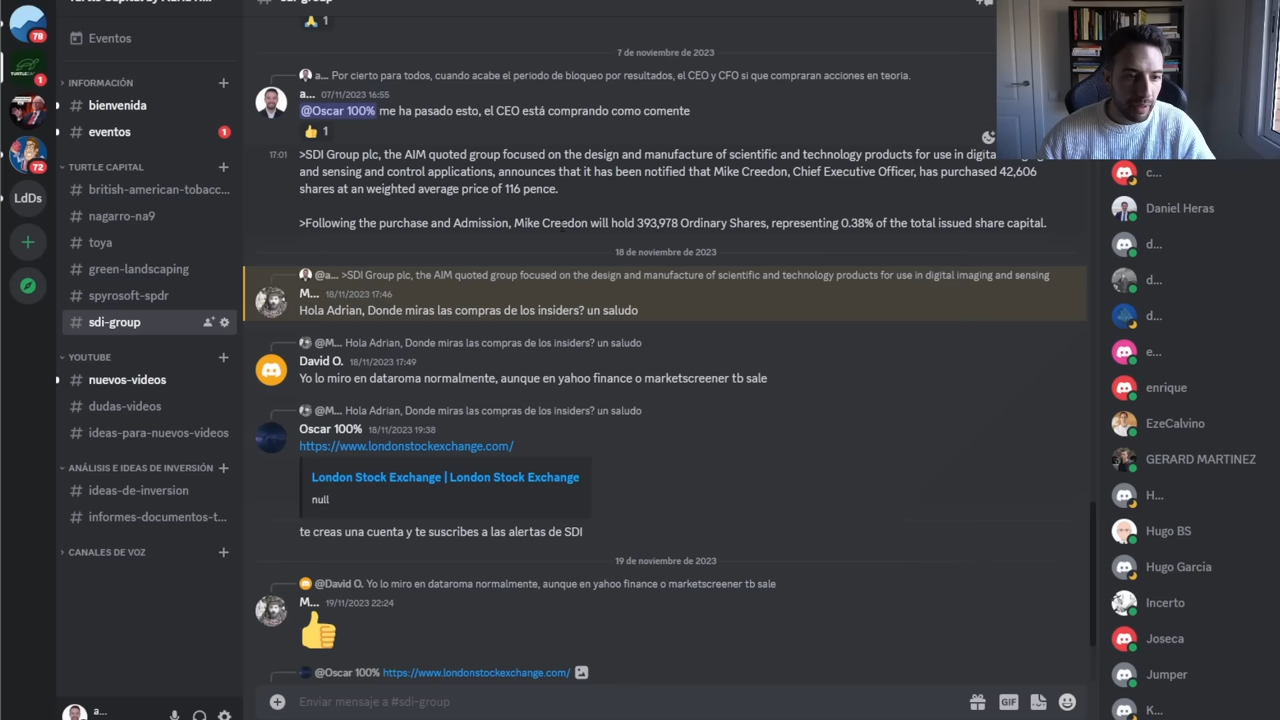 78
Eventos
1
INFORMACIÓN
bienvenida
eventos
1
72
LdDs
TURTLE CAPITAL
british-american-tobacc...
nagarro-na9
toya
green-landscaping
spyrosoft-spdr
sdi-group
YOUTUBE
nuevos-videos
dudas-videos
ideas-para-nuevos-videos
ANÁLISIS E IDEAS DE INVERSIÓN
ideas-de-inversion
informes-documentos-t...
CANALES DE VOZ
a...
1
7 de noviembre de 2023
a... Por cierto para todos, cuando acabe el periodo de bloqueo por resultados, el CEO y CFO si que compraran acciones en teoria.
a... 07/11/2023 16:55
@Oscar 100% me ha pasado esto, el CEO está comprando como comente
1
17:01 >SDI Group plc, the AIM quoted group focused on the design and manufacture of scientific and technology products for use in digital
and sensing and control applications, announces that it has been notified that Mike Creedon, Chief Executive Officer, has purchased 42,606
shares at an weighted average price of 116 pence.
>Following the purchase and Admission, Mike Creedon will hold 393,978 Ordinary Shares, representing 0.38% of the total issued share capital.
18 de noviembre de 2023
@a... >SDI Group plc, the AIM quoted group focused on the design and manufacture of scientific and technology products for use in digital imaging and sensing
M... 18/11/2023 17:46
Hola Adrian, Donde miras las compras de los insiders? un saludo
@M... Hola Adrian, Donde miras las compras de los insiders? un saludo
David O. 18/11/2023 17:49
Yo lo miro en dataroma normalmente, aunque en yahoo finance o marketscreener tb sale
@M... Hola Adrian, Donde miras las compras de los insiders? un saludo
Oscar 100% 18/11/2023 19:38
https://www.londonstockexchange.com/
London Stock Exchange | London Stock Exchange
null
te creas una cuenta y te suscribes a las alertas de SDI
19 de noviembre de 2023
@David O. Yo lo miro en dataroma normalmente, aunque en yahoo finance o marketscreener tb sale
M... 19/11/2023 22:24
@Oscar 100% https://www.londonstockexchange.com/
Enviar mensaje a #sdi-group
GIF
c...
Daniel Heras
d...
d...
d...
e...
enrique
EzeCalvino
GERARD MARTINEZ
H...
Hugo BS
Hugo Garcia
Incerto
Joseca
Jumper
K...